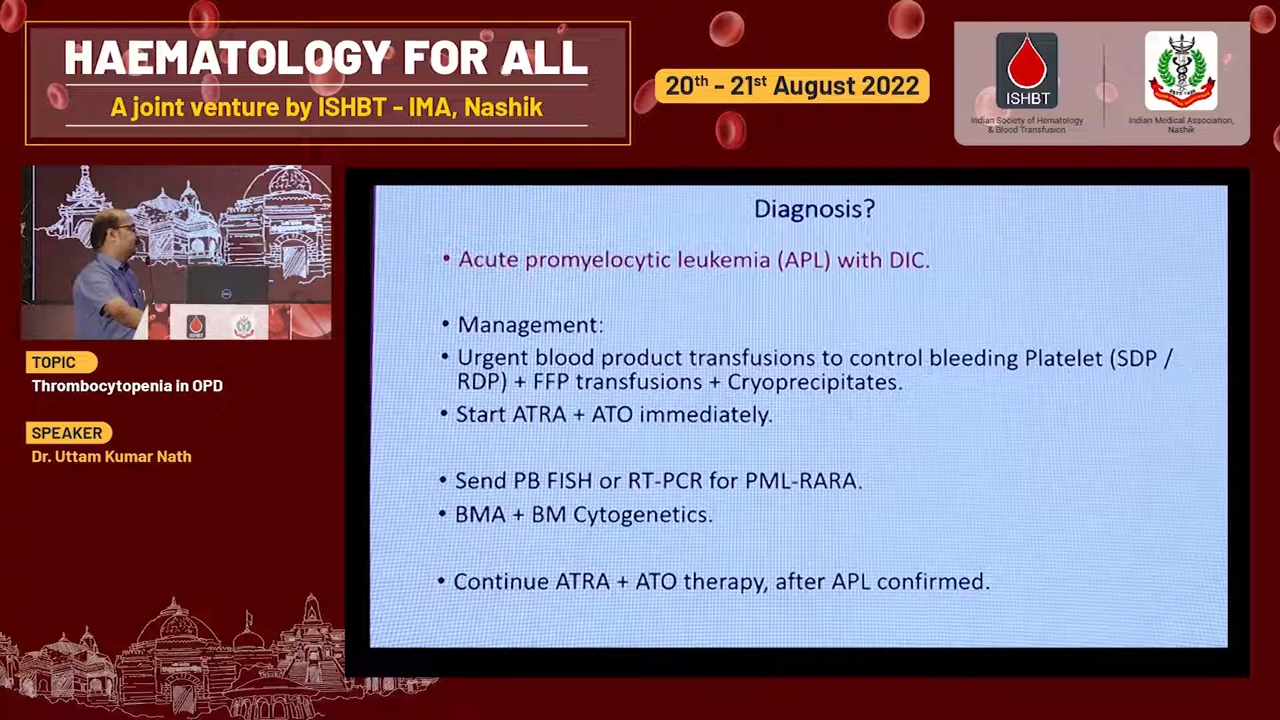 HAEMATOLOGY FOR ALL
A joint venture by ISHBT - IMA, Nashik
20th - 21st August 2022
ISHBT
Indian Society of Hematology
& Blood Transfusion
Indian Medical Association,
Nashik
TOPIC
Thrombocytopenia in OPD
SPEAKER
Dr. Uttam Kumar Nath
Diagnosis?
• Acute promyelocytic leukemia (APL) with DIC.
• Management:
• Urgent blood product transfusions to control bleeding Platelet (SDP /
RDP) + FFP transfusions + Cryoprecipitates.
• Start ATRA + ATO immediately.
• Send PB FISH or RT-PCR for PML-RARA.
• BMA + BM Cytogenetics.
• Continue ATRA + ATO therapy, after APL confirmed.